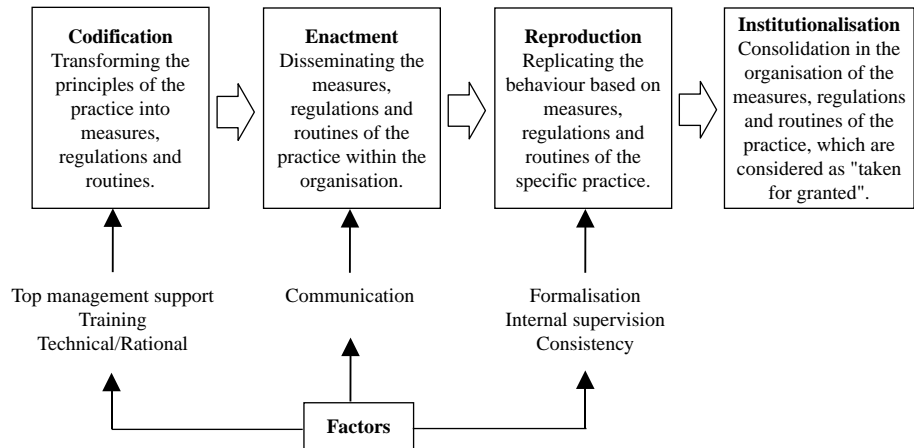 Codification
Transforming the
principles of the
practice into
measures,
regulations and
routines.
Enactment
Disseminating the
measures,
regulations and
routines of the
practice within the
organisation.
Reproduction
Replicating the
behaviour based on
measures,
regulations and
routines of the
specific practice.
Institutionalisation
Consolidation in the
organisation of the
measures, regulations
and routines of the
practice, which are
considered as "taken
for granted".
Top management support
Training
Technical/Rational
Communication
Formalisation
Internal supervision
Consistency
Factors